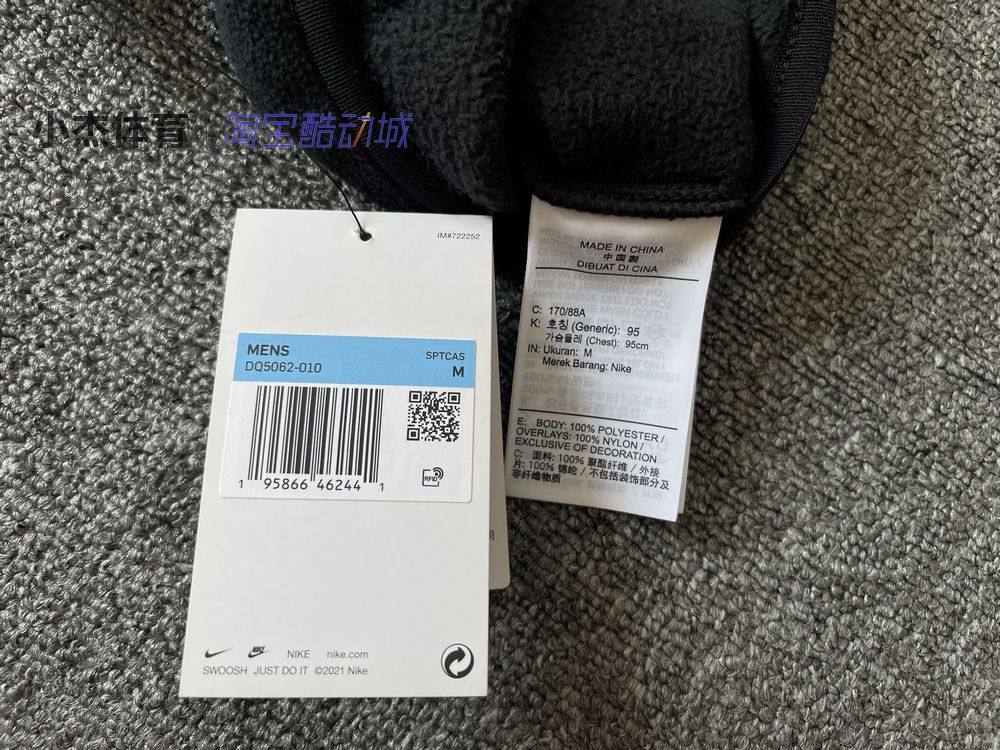 小杰体育 淘宝酷动城
IM#722252
MENS
DQ5062-010
SPTCAS
M
1 95866 46244 1
RFID
NIKE nike.com
SWOOSH JUST DO IT ©2021 Nike
MADE IN CHINA
中国製
DIBUAT DI CINA
C: 170/88A
K: 호칭 (Generic): 95
가슴둘레 (Chest): 95cm
IN: Ukuran: M
Merek Barang: Nike
E: BODY: 100% POLYESTER /
OVERLAYS: 100% NYLON /
EXCLUSIVE OF DECORATION
C: 面料: 100% 聚酯纤维 / 外接
片: 100% 锦纶 / 不包括装饰部分及
非纤维物质